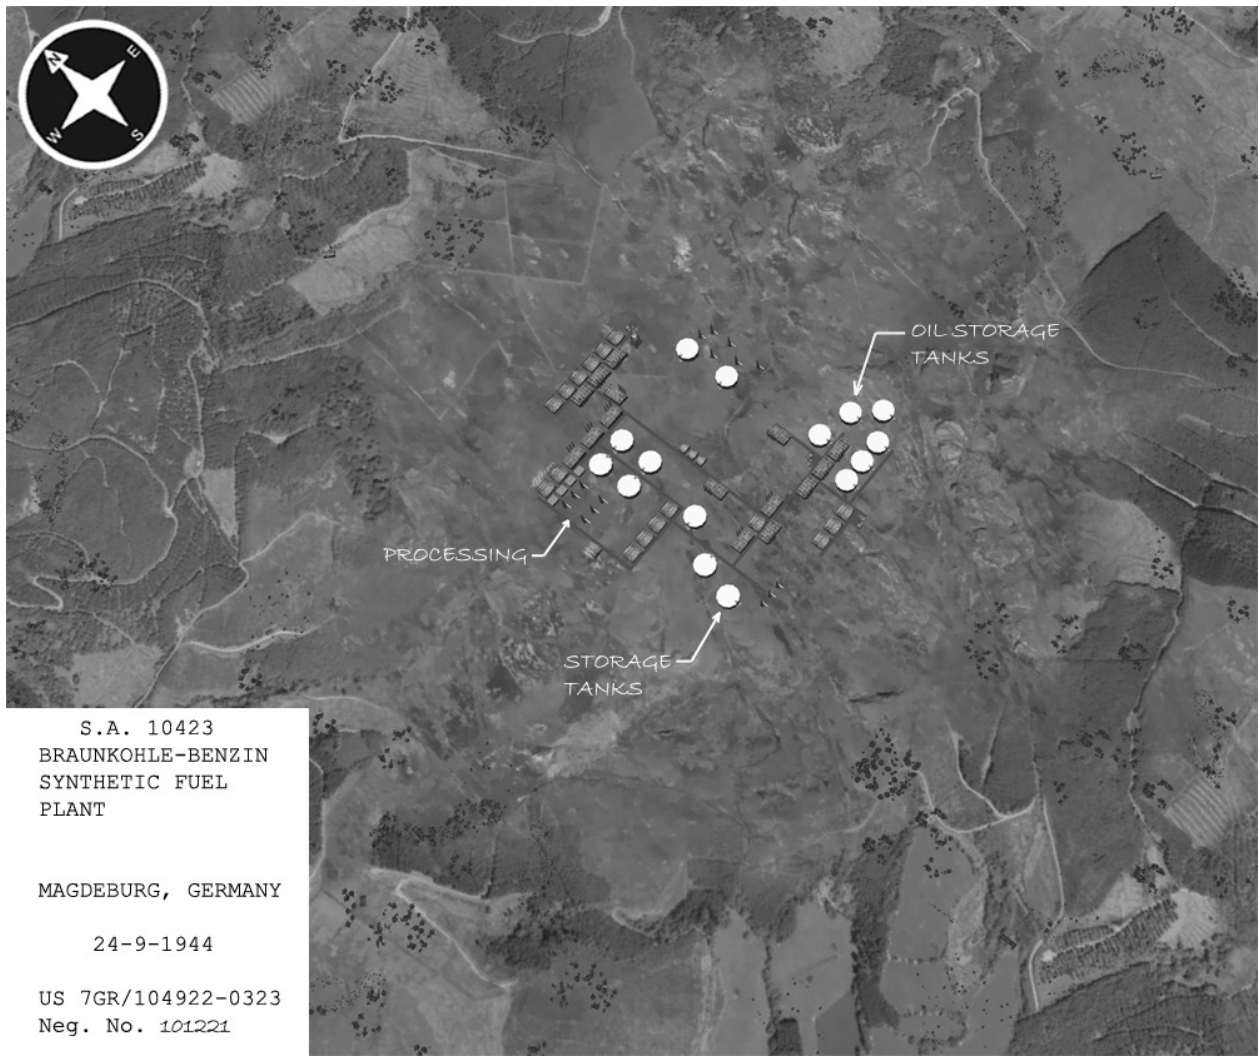 N
E
W
S
OIL STORAGE
TANKS
PROCESSING
STORAGE
TANKS
S.A. 10423
BRAUNKOHLE-BENZIN
SYNTHETIC FUEL
PLANT
MAGDEBURG, GERMANY
24-9-1944
US 7GR/104922-0323
Neg. No. 101221